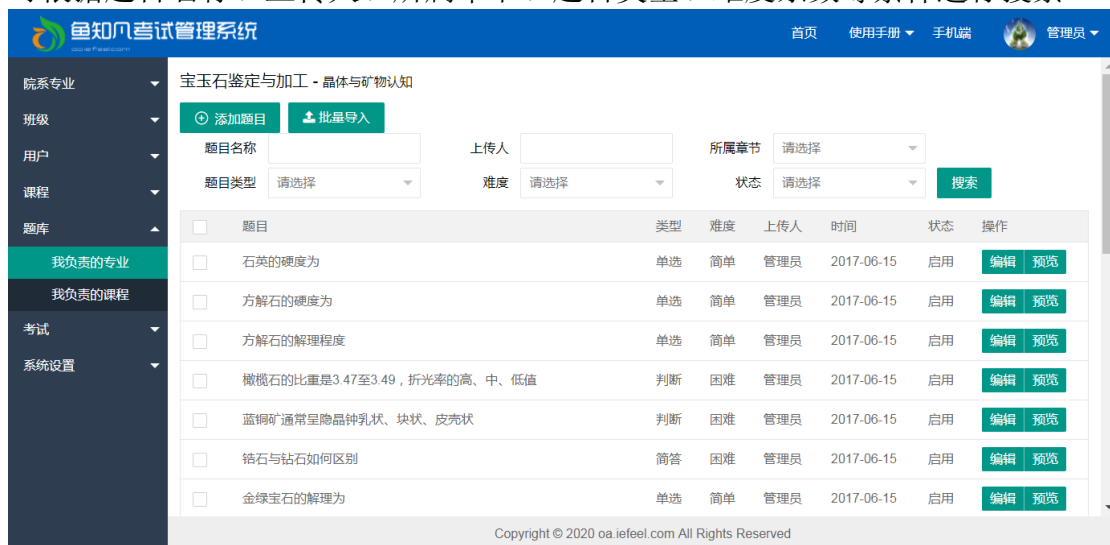 鱼知凡考试管理系统
首页 使用手册 手机端 管理员
院系专业
班级
用户
课程
题库
我负责的专业
我负责的课程
考试
系统设置
宝玉石鉴定与加工 - 晶体与矿物认知
添加题目 批量导入
题目名称 上传人 所属章节 请选择
题目类型 请选择 难度 请选择 状态 请选择 搜索
题目 类型 难度 上传人 时间 状态 操作
石英的硬度为 单选 简单 管理员 2017-06-15 启用 编辑 预览
方解石的硬度为 单选 简单 管理员 2017-06-15 启用 编辑 预览
方解石的解理程度 单选 简单 管理员 2017-06-15 启用 编辑 预览
橄榄石的比重是3.47至3.49，折光率的高、中、低值 判断 困难 管理员 2017-06-15 启用 编辑 预览
蓝铜矿通常呈隐晶钟乳状、块状、皮壳状 判断 困难 管理员 2017-06-15 启用 编辑 预览
锆石与钻石如何区别 简答 困难 管理员 2017-06-15 启用 编辑 预览
金绿宝石的解理为 单选 简单 管理员 2017-06-15 启用 编辑 预览
Copyright © 2020 oa.iefeel.com All Rights Reserved